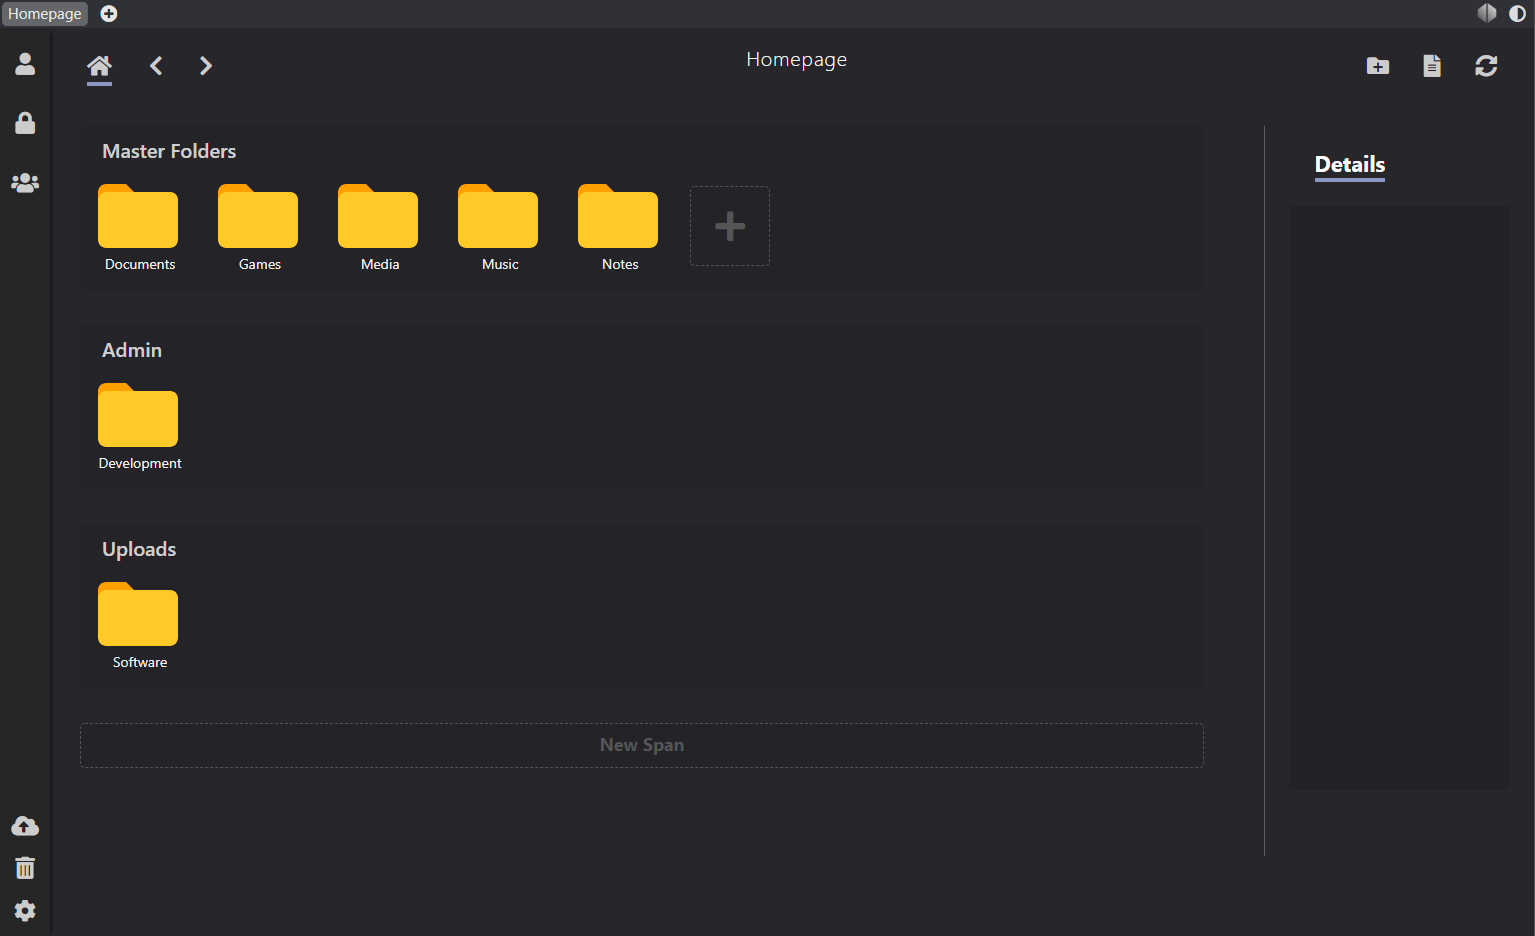 Homepage
Homepage
Master Folders
Documents
Games
Media
Music
Notes
Admin
Development
Uploads
Software
New Span
Details